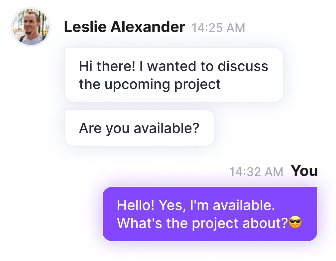 Leslie Alexander 14:25 AM
Hi there! I wanted to discuss
the upcoming project
Are you available?
14:32 AM You
Hello! Yes, I'm available.
What's the project about?😎